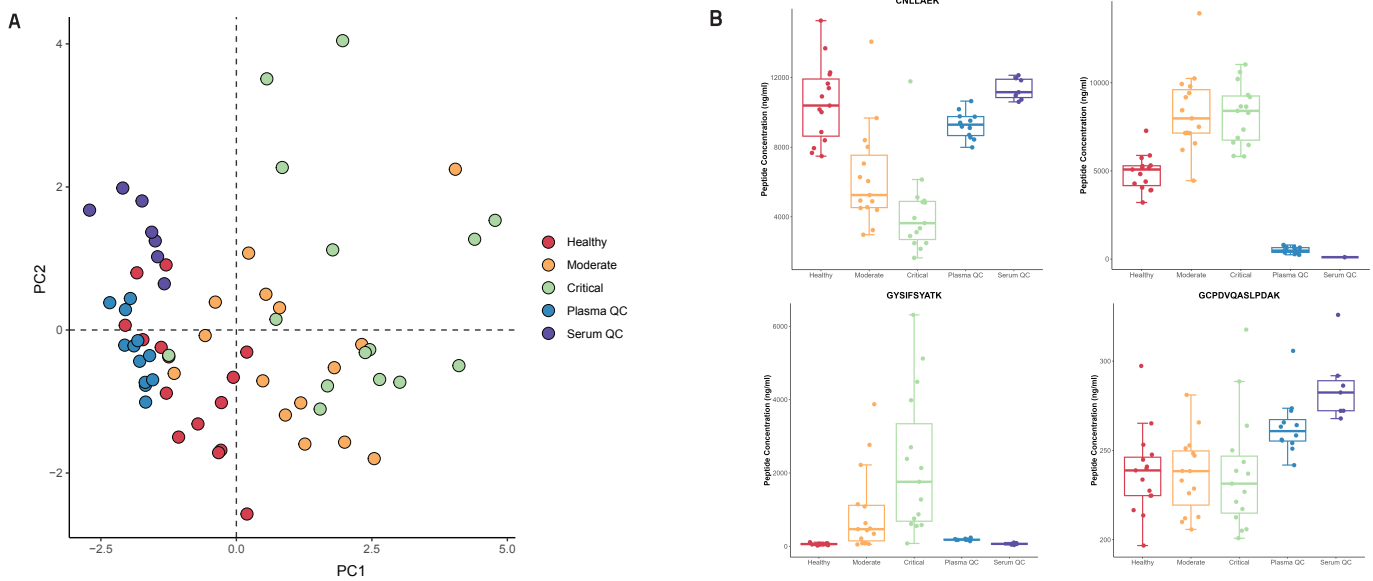 A
PC2
4
2
0
−2
−2.5
0.0
2.5
5.0
PC1
Healthy
Moderate
Critical
Plasma QC
Serum QC
B
CNLLAEK
Peptide Concentration (ng/ml)
12000
8000
4000
Healthy
Moderate
Critical
Plasma QC
Serum QC
Peptide Concentration (ng/ml)
10000
5000
0
Healthy
Moderate
Critical
Plasma QC
Serum QC
GYSIFSYATK
Peptide Concentration (ng/ml)
6000
4000
2000
0
Healthy
Moderate
Critical
Plasma QC
Serum QC
GCPDVQASLPDAK
Peptide Concentration (ng/ml)
300
250
200
Healthy
Moderate
Critical
Plasma QC
Serum QC